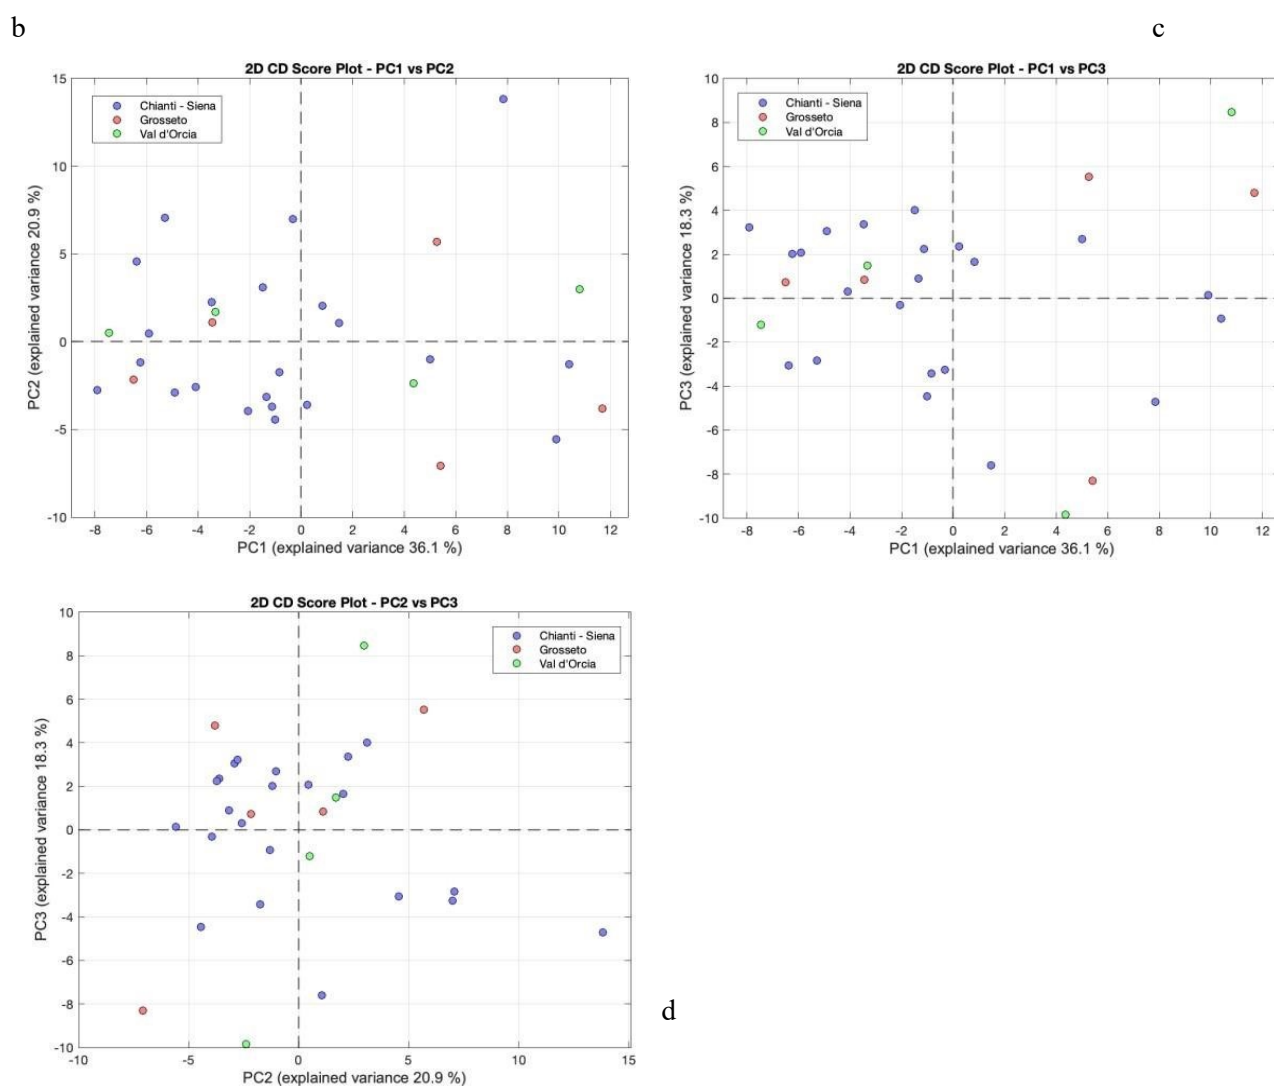 b
c
2D CD Score Plot - PC1 vs PC2
15
10
5
0
-5
-10
-8
-6
-4
-2
0
2
4
6
8
10
12
PC2 (explained variance 20.9 %)
PC1 (explained variance 36.1 %)
Chianti - Siena
Grosseto
Val d'Orcia
2D CD Score Plot - PC1 vs PC3
10
8
6
4
2
0
-2
-4
-6
-8
-10
-8
-6
-4
-2
0
2
4
6
8
10
12
PC3 (explained variance 18.3 %)
PC1 (explained variance 36.1 %)
Chianti - Siena
Grosseto
Val d'Orcia
2D CD Score Plot - PC2 vs PC3
10
8
6
4
2
0
-2
-4
-6
-8
-10
-10
-5
0
5
10
15
PC3 (explained variance 18.3 %)
PC2 (explained variance 20.9 %)
Chianti - Siena
Grosseto
Val d'Orcia
d